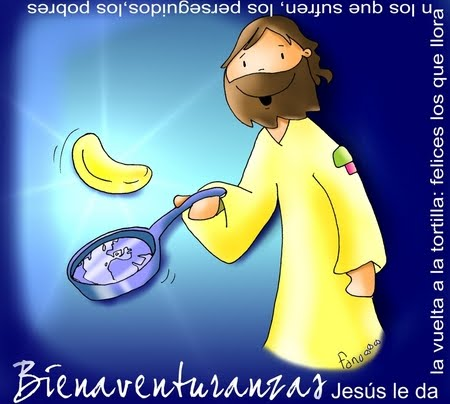 Bienaventuranzas
Jesús le da
la vuelta a la tortilla: felices los que llora
n los que sufren, los perseguidos,los pobres
fano